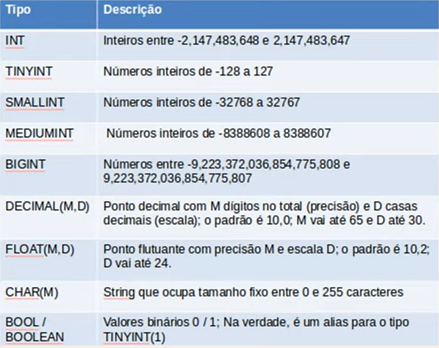 Tipo Descrição
INT Inteiros entre -2,147,483,648 e 2,147,483,647
TINYINT Números inteiros de -128 a 127
SMALLINT Números inteiros de -32768 a 32767
MEDIUMINT Números inteiros de -8388608 a 8388607
BIGINT Números entre -9,223,372,036,854,775,808 e
9,223,372,036,854,775,807
DECIMAL(M,D) Ponto decimal com M dígitos no total (precisão) e D casas
decimais (escala); o padrão é 10,0; M vai até 65 e D até 30.
FLOAT(M,D) Ponto flutuante com precisão M e escala D; o padrão é 10,2;
D vai até 24.
CHAR(M) String que ocupa tamanho fixo entre 0 e 255 caracteres
BOOL / Valores binários 0 / 1; Na verdade, é um alias para o tipo
BOOLEAN TINYINT(1)